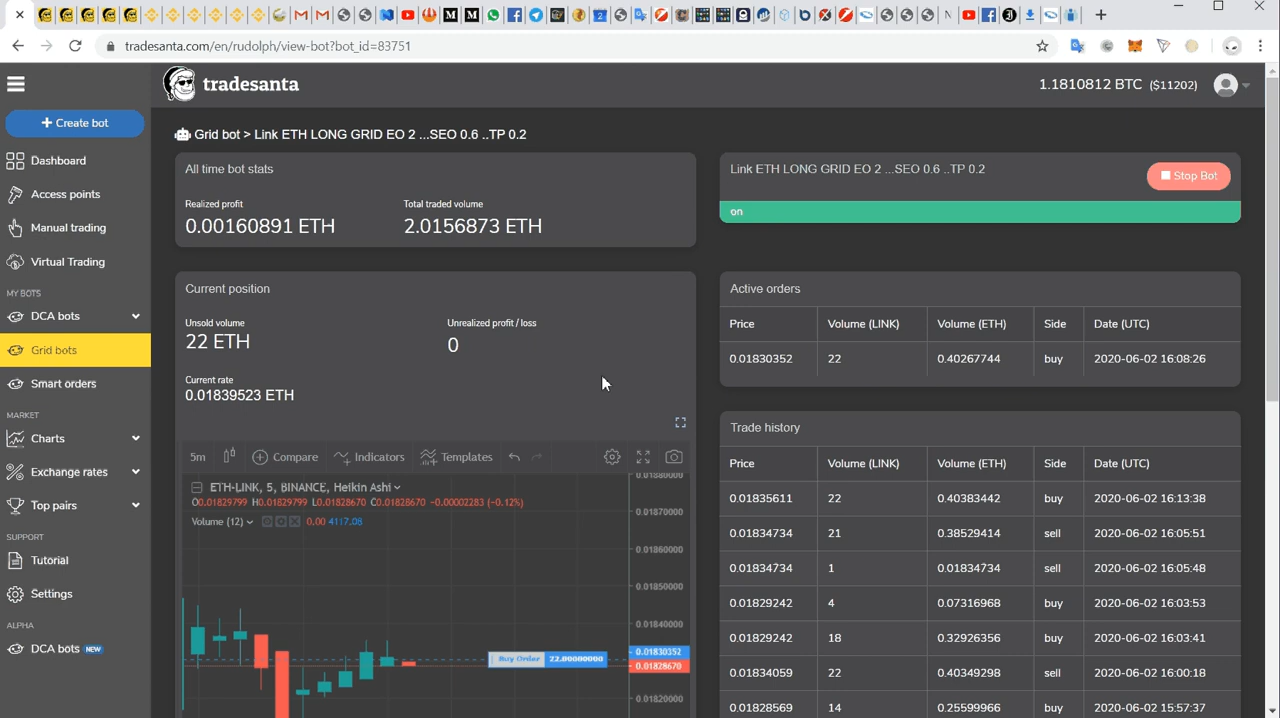 tradesanta.com/en/rudolph/view-bot?bot_id=83751
tradesanta
1.1810812 BTC ($11202)
+ Create bot
Dashboard
Access points
Manual trading
Virtual Trading
MY BOTS
DCA bots
Grid bots
Smart orders
MARKET
Charts
Exchange rates
Top pairs
SUPPORT
Tutorial
Settings
ALPHA
DCA bots NEW
Grid bot > Link ETH LONG GRID EO 2 ...SEO 0.6 ..TP 0.2
All time bot stats
Realized profit Total traded volume
0.00160891 ETH 2.0156873 ETH
Link ETH LONG GRID EO 2 ...SEO 0.6 ..TP 0.2
Stop Bot
on
Current position
Unsold volume Unrealized profit / loss
22 ETH 0
Current rate
0.01839523 ETH
5m Compare Indicators Templates
ETH-LINK, 5, BINANCE, Heikin Ashi
O0.01829799 H0.01829799 L0.01828670 C0.01828670 -0.00002283 (-0.12%)
Volume (12) 0.00 4117.08
0.01880000
0.01870000
0.01860000
0.01850000
0.01840000
Buy Order 22.00000000 0.01830352
0.01828670
0.01820000
Active orders
Price Volume (LINK) Volume (ETH) Side Date (UTC)
0.01830352 22 0.40267744 buy 2020-06-02 16:08:26
Trade history
Price Volume (LINK) Volume (ETH) Side Date (UTC)
0.01835611 22 0.40383442 buy 2020-06-02 16:13:38
0.01834734 21 0.38529414 sell 2020-06-02 16:05:51
0.01834734 1 0.01834734 sell 2020-06-02 16:05:48
0.01829242 4 0.07316968 buy 2020-06-02 16:03:53
0.01829242 18 0.32926356 buy 2020-06-02 16:03:41
0.01834059 22 0.40349298 sell 2020-06-02 16:00:18
0.01828569 14 0.25599966 buy 2020-06-02 15:57:37